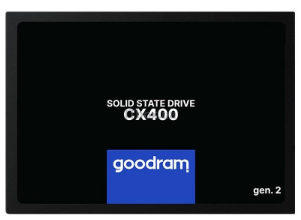 SOLID STATE DRIVE
CX400
goodram
gen. 2